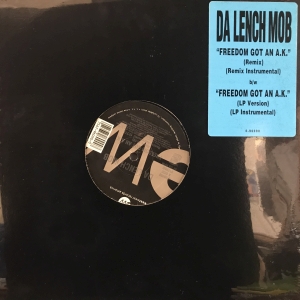 DA LENCH MOB
"FREEDOM GOT AN A.K."
(Remix)
(Remix Instrumental)
b/w
"FREEDOM GOT AN A.K."
(LP Version)
(LP Instrumental)